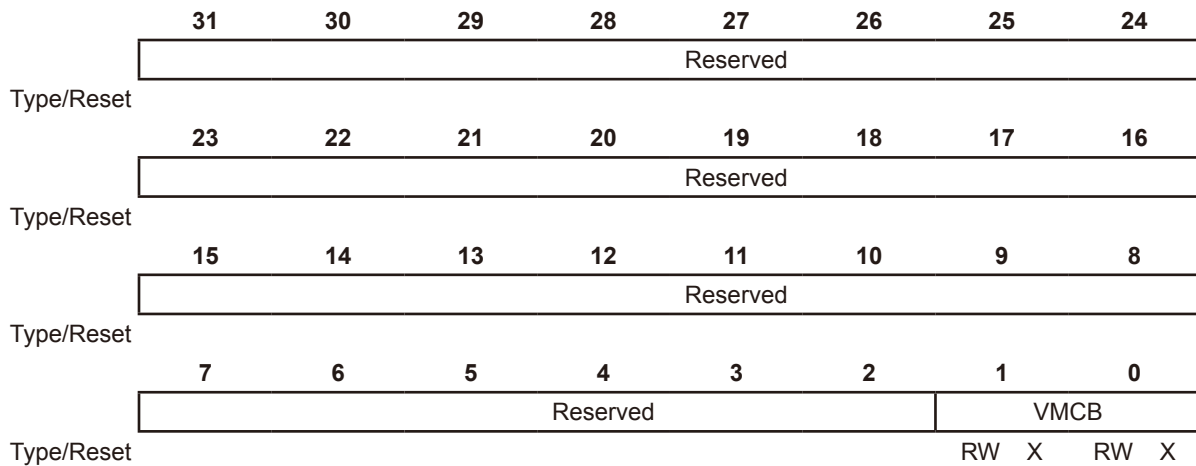 31 30 29 28 27 26 25 24
Reserved
Type/Reset
23 22 21 20 19 18 17 16
Reserved
Type/Reset
15 14 13 12 11 10 9 8
Reserved
Type/Reset
7 6 5 4 3 2 1 0
Reserved VMCB
Type/Reset RW X RW X